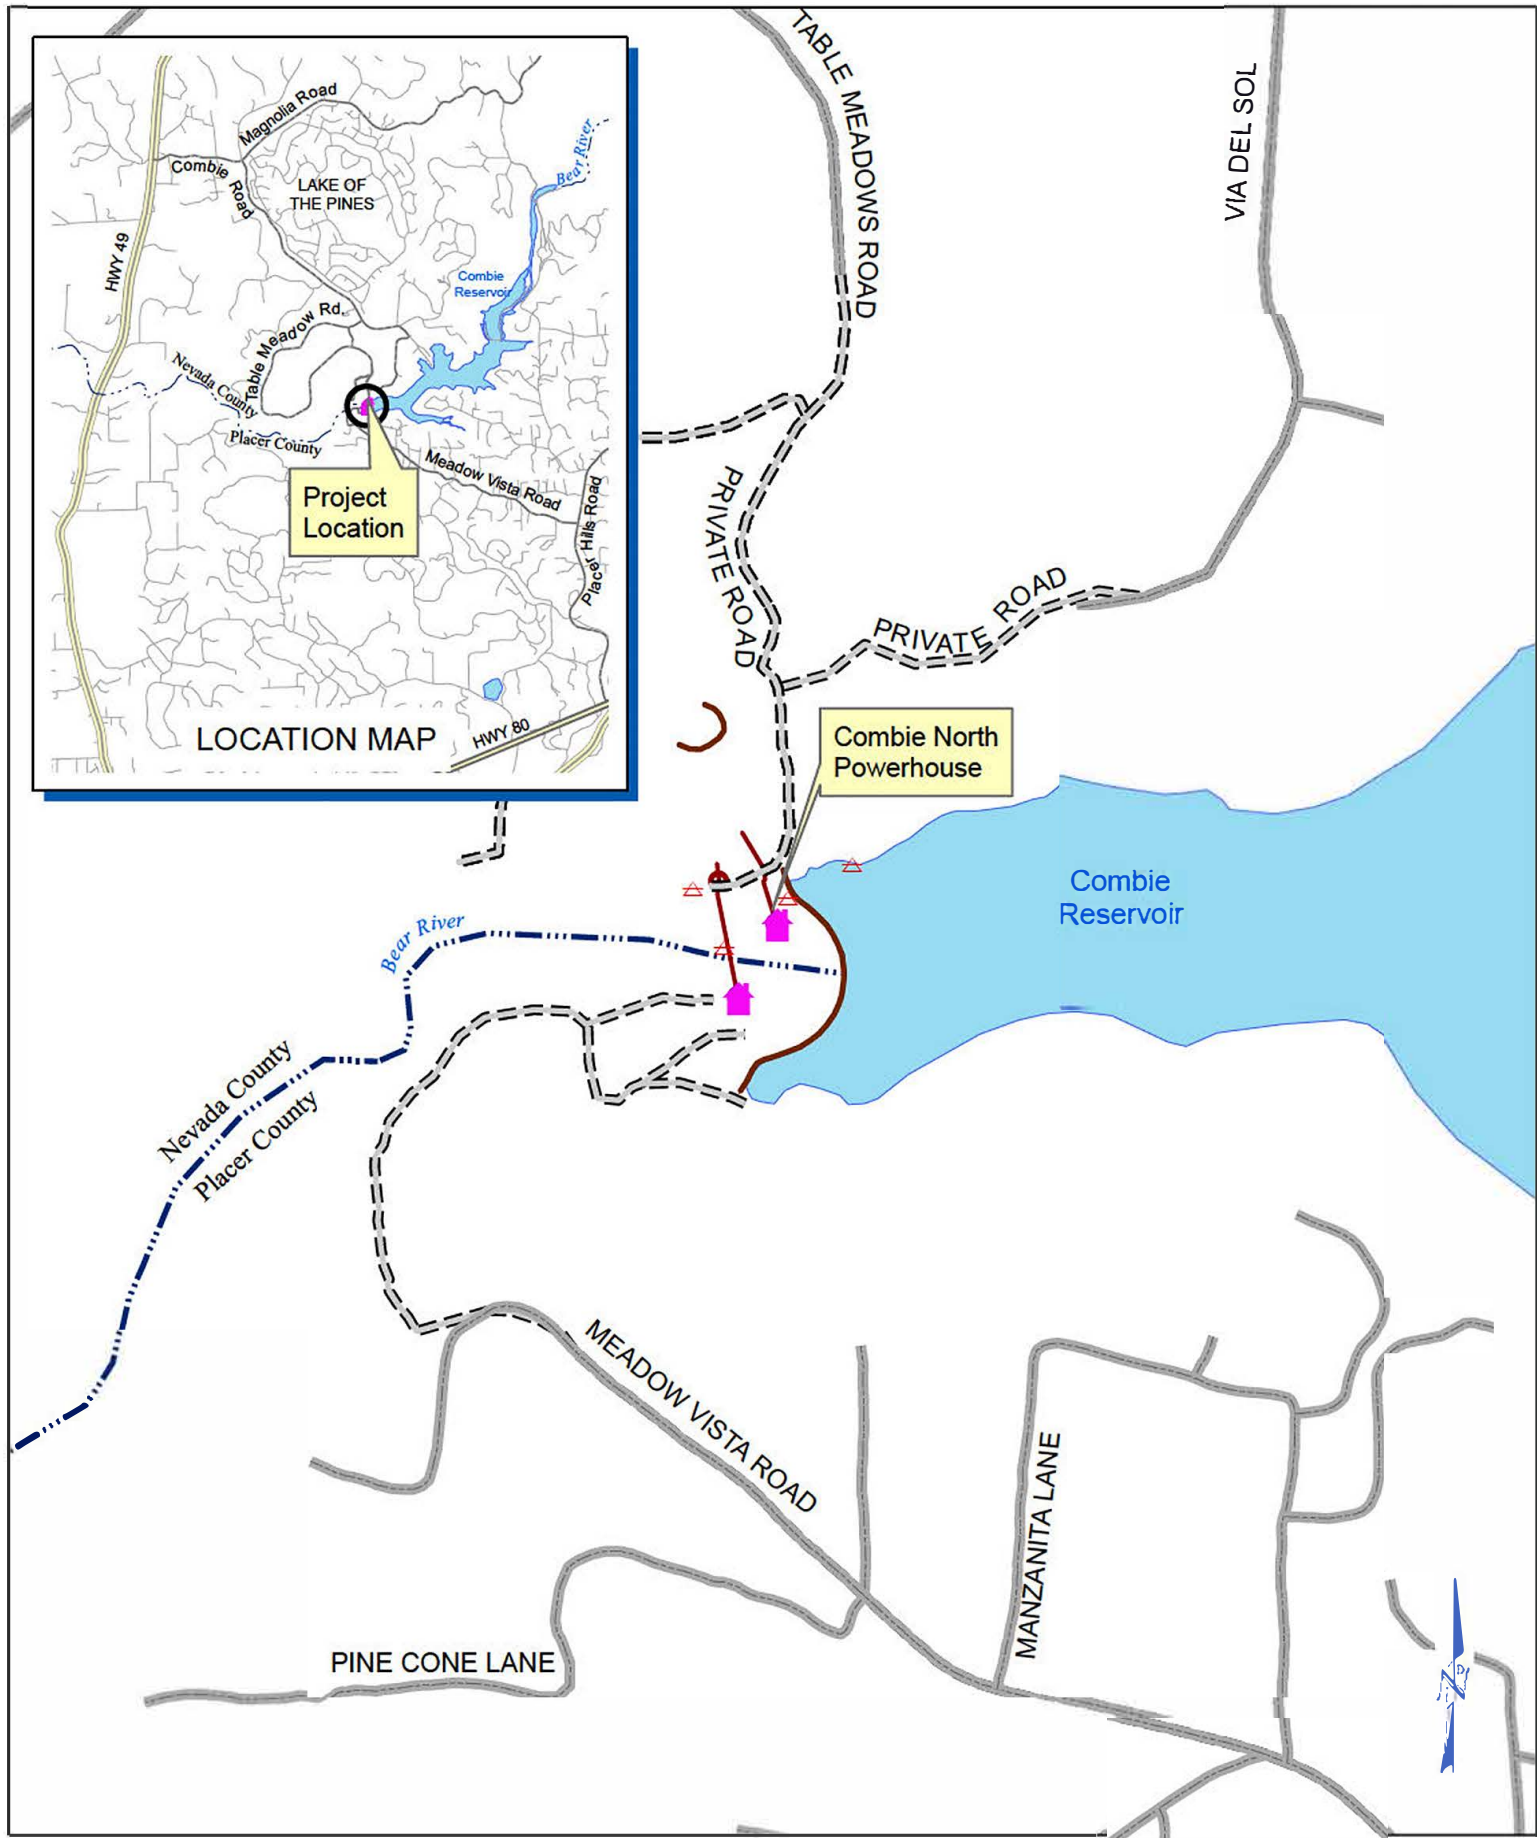 TABLE MEADOWS ROAD
VIA DEL SOL
Magnolia Road
Combie Road
LAKE OF
THE PINES
Bear River
HWY 49
Combie
Reservoir
Table Meadow Rd.
Nevada County
Placer County
Meadow Vista Road
Project
Location
Placer Hills Road
LOCATION MAP
HWY 80
PRIVATE ROAD
PRIVATE ROAD
Combie North
Powerhouse
Combie
Reservoir
Bear River
Nevada County
Placer County
MEADOW VISTA ROAD
MANZANITA LANE
PINE CONE LANE